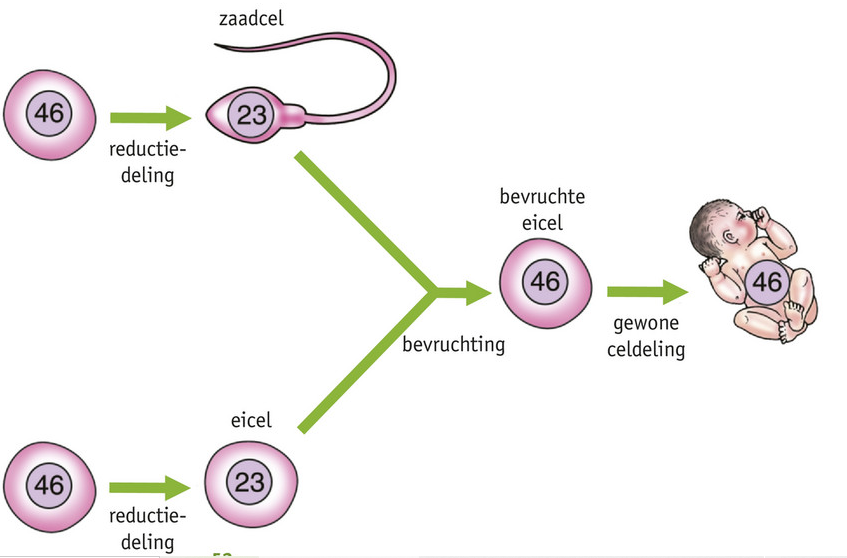 zaadcel
46
23
reductie-
deling
bevruchte
eicel
46
46
bevruchting
gewone
celdeling
eicel
46
23
reductie-
deling